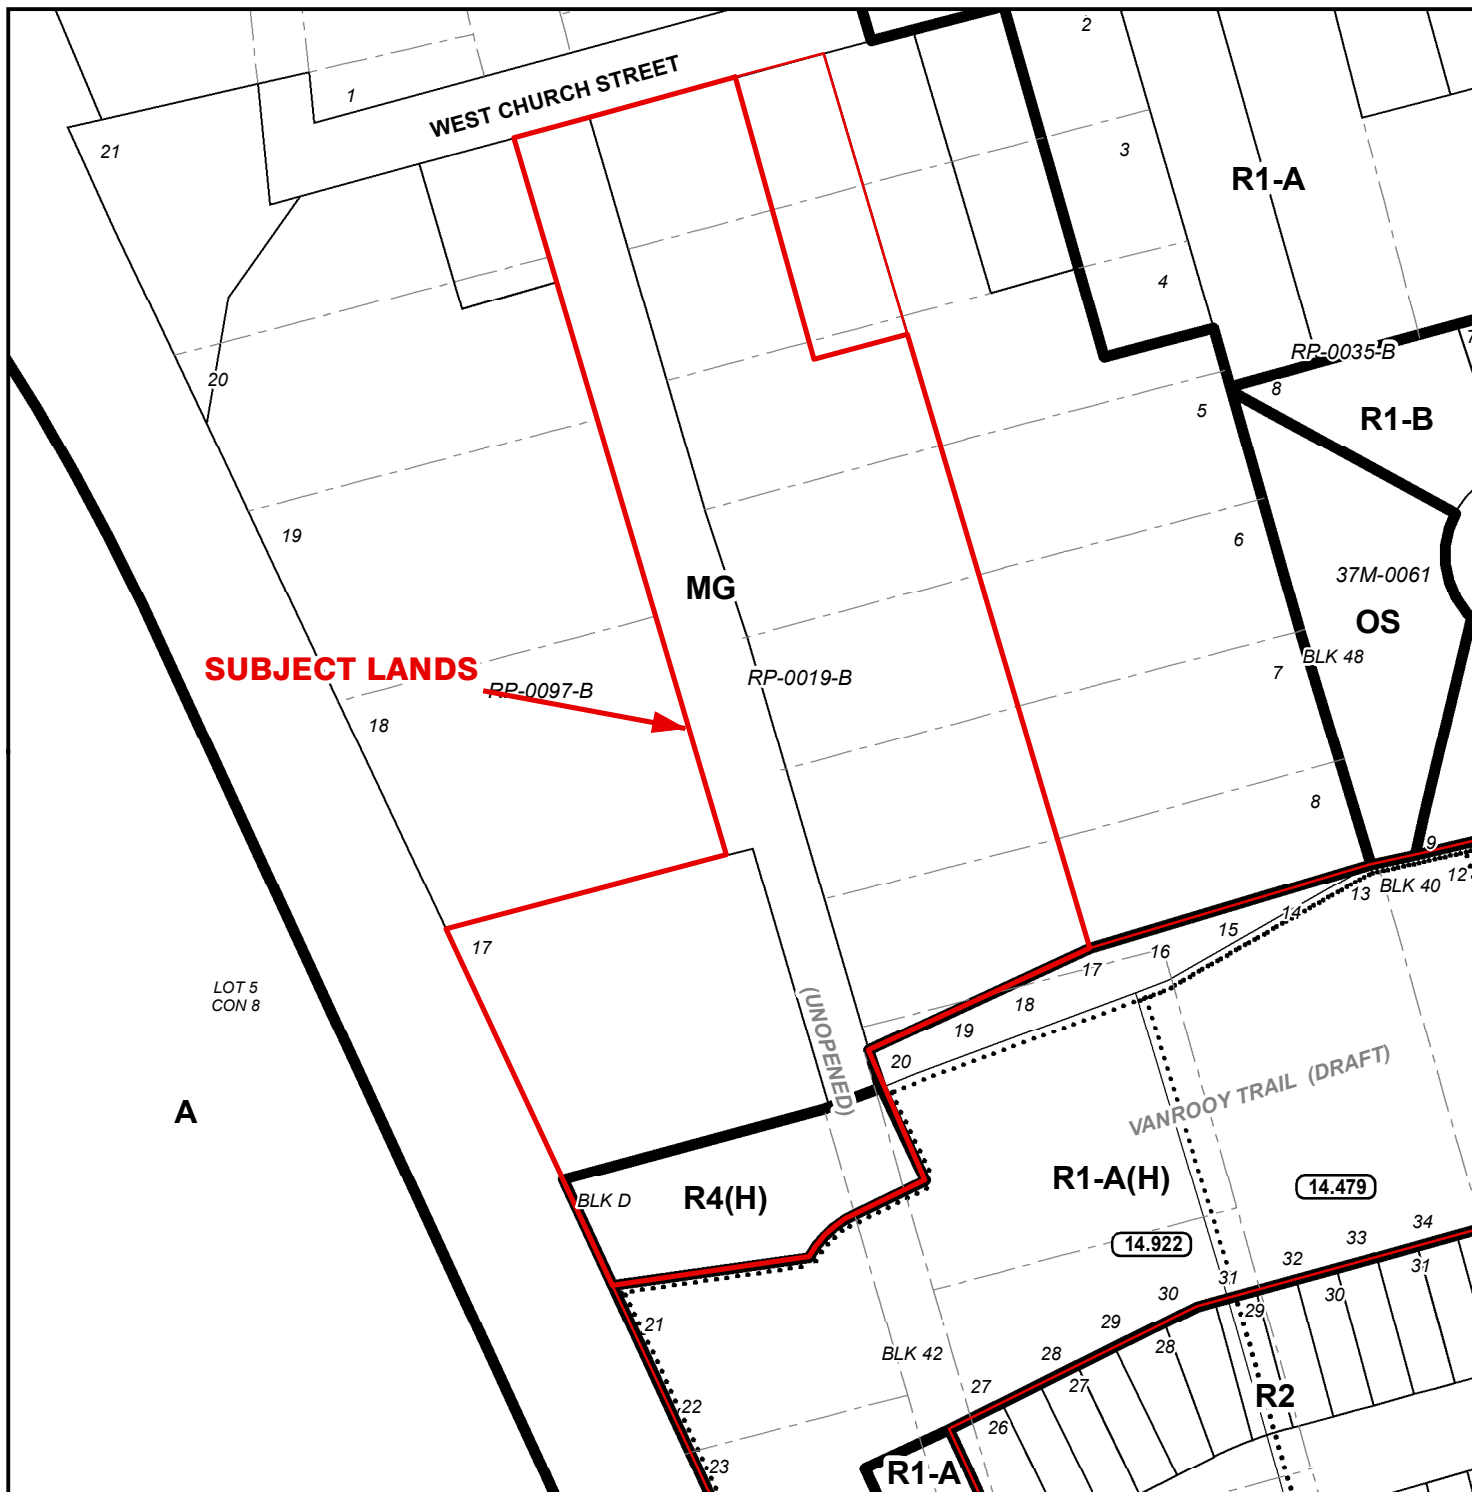 2
1
WEST CHURCH STREET
21
3
R1-A
4
RP-0035-B
7
20
8
5
R1-B
19
6
37M-0061
MG
OS
BLK 48
SUBJECT LANDS
RP-0097-B
RP-0019-B
7
18
8
9
12
BLK 40
13
14
15
16
17
17
18
19
20
LOT 5
CON 8
(UNOPENED)
VANROOY TRAIL (DRAFT)
A
R1-A(H)
14.479
BLK D
R4(H)
14.922
34
33
32
31
31
30
30
29
29
28
28
27
27
26
21
BLK 42
22
R2
23
R1-A